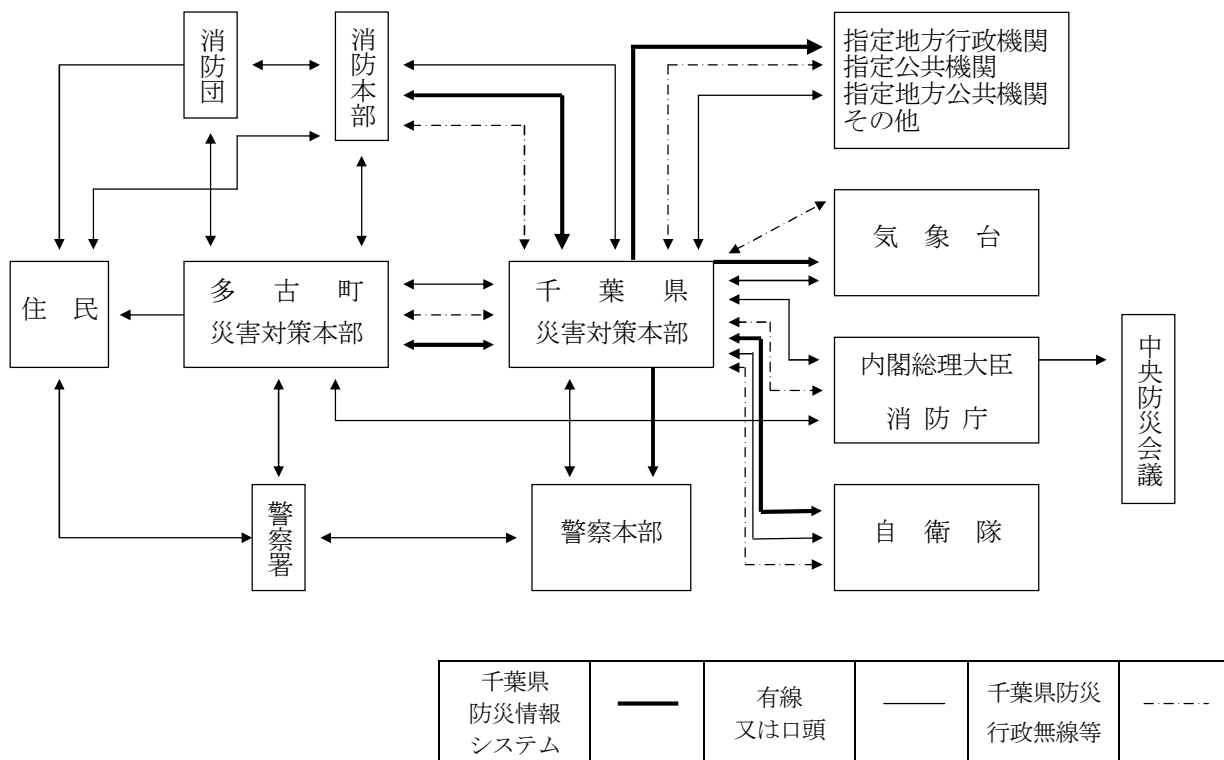 消防団
消防本部
指定地方行政機関
指定公共機関
指定地方公共機関
その他
気象台
住民
多古町
災害対策本部
千葉県
災害対策本部
内閣総理大臣
消防庁
中央防災会議
警察署
警察本部
自衛隊
千葉県
防災情報
システム
有線
又は口頭
千葉県防災
行政無線等